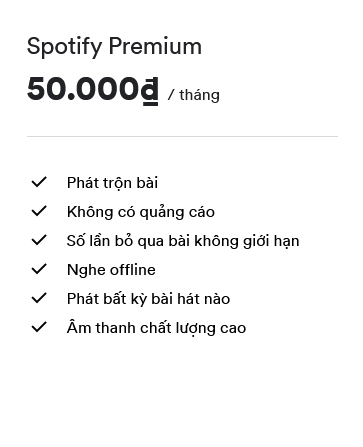 Spotify Premium
50.000₫ / tháng
Phát trộn bài
Không có quảng cáo
Số lần bỏ qua bài không giới hạn
Nghe offline
Phát bất kỳ bài hát nào
Âm thanh chất lượng cao